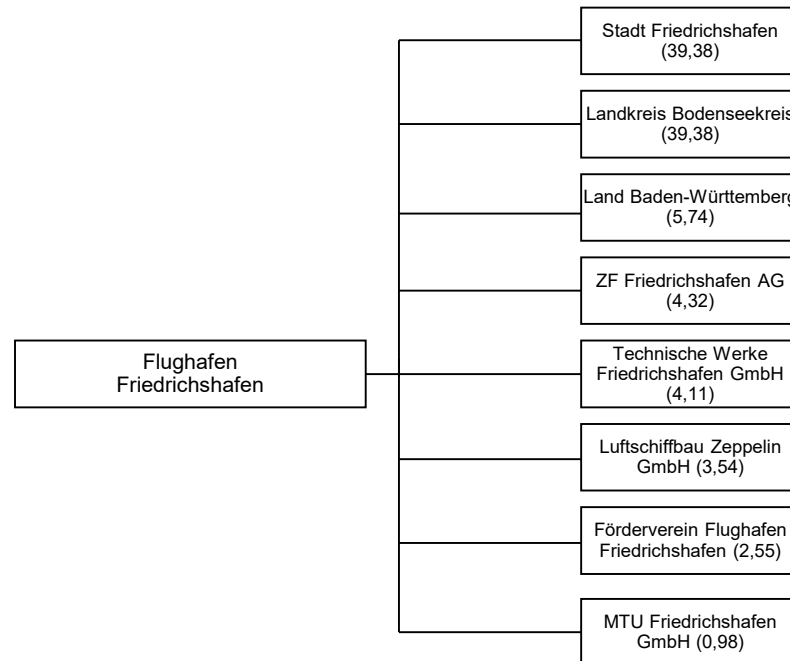 Stadt Friedrichshafen
(39,38)
Landkreis Bodenseekreis
(39,38)
Land Baden-Württemberg
(5,74)
ZF Friedrichshafen AG
(4,32)
Flughafen
Friedrichshafen
Technische Werke
Friedrichshafen GmbH
(4,11)
Luftschiffbau Zeppelin
GmbH (3,54)
Förderverein Flughafen
Friedrichshafen (2,55)
MTU Friedrichshafen
GmbH (0,98)